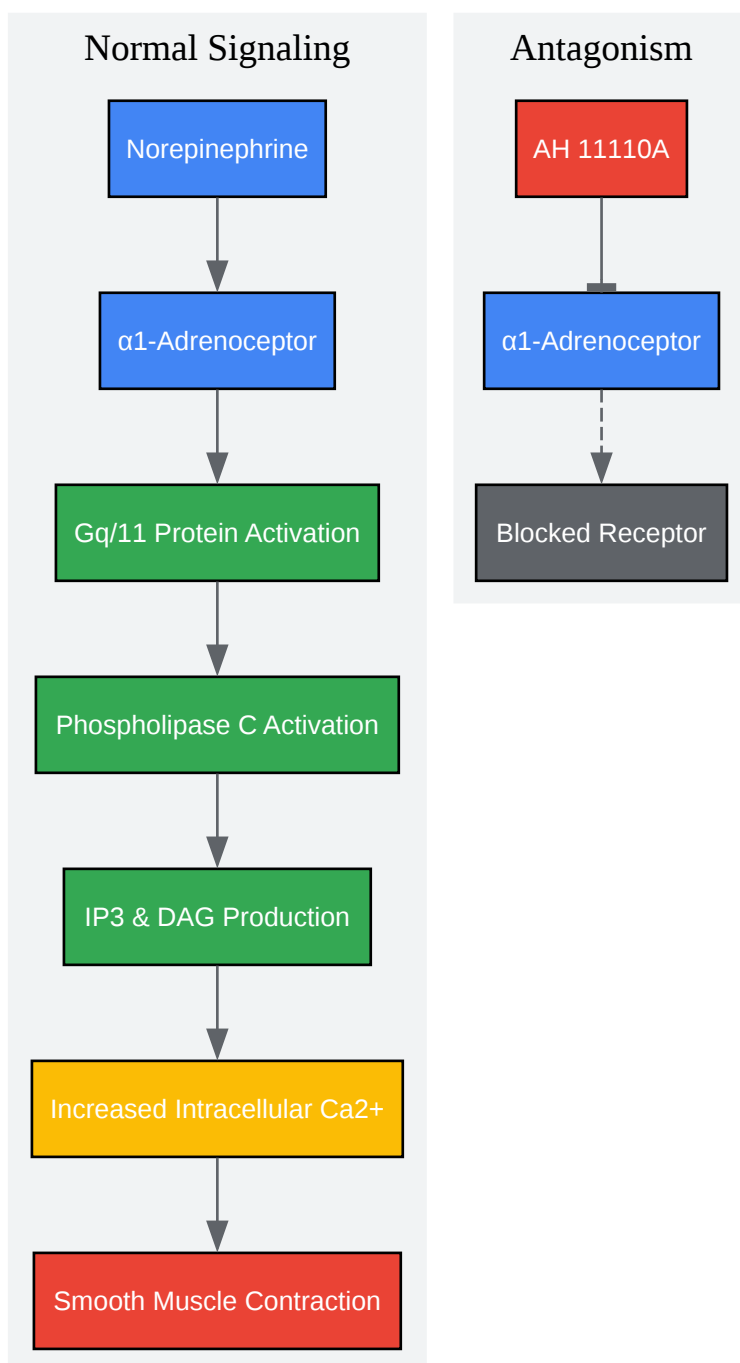 Normal Signaling
Norepinephrine
α1-Adrenoceptor
Gq/11 Protein Activation
Phospholipase C Activation
IP3 & DAG Production
Increased Intracellular Ca2+
Smooth Muscle Contraction
Antagonism
AH 11110A
α1-Adrenoceptor
Blocked Receptor